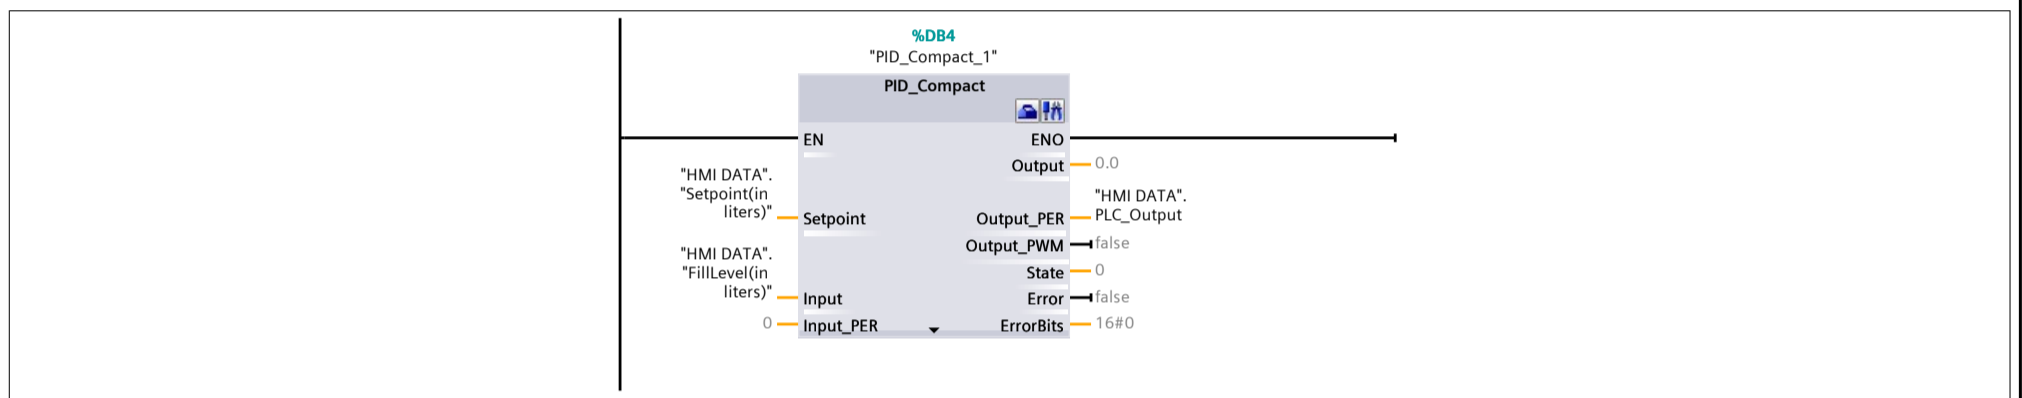 %DB4
"PID_Compact_1"
PID_Compact
EN
ENO
Output
0.0
"HMI DATA".
"Setpoint(in
liters)"
Setpoint
"HMI DATA".
PLC_Output
Output_PER
Output_PWM
false
"HMI DATA".
"FillLevel(in
liters)"
Input
State
0
Error
false
0
Input_PER
ErrorBits
16#0